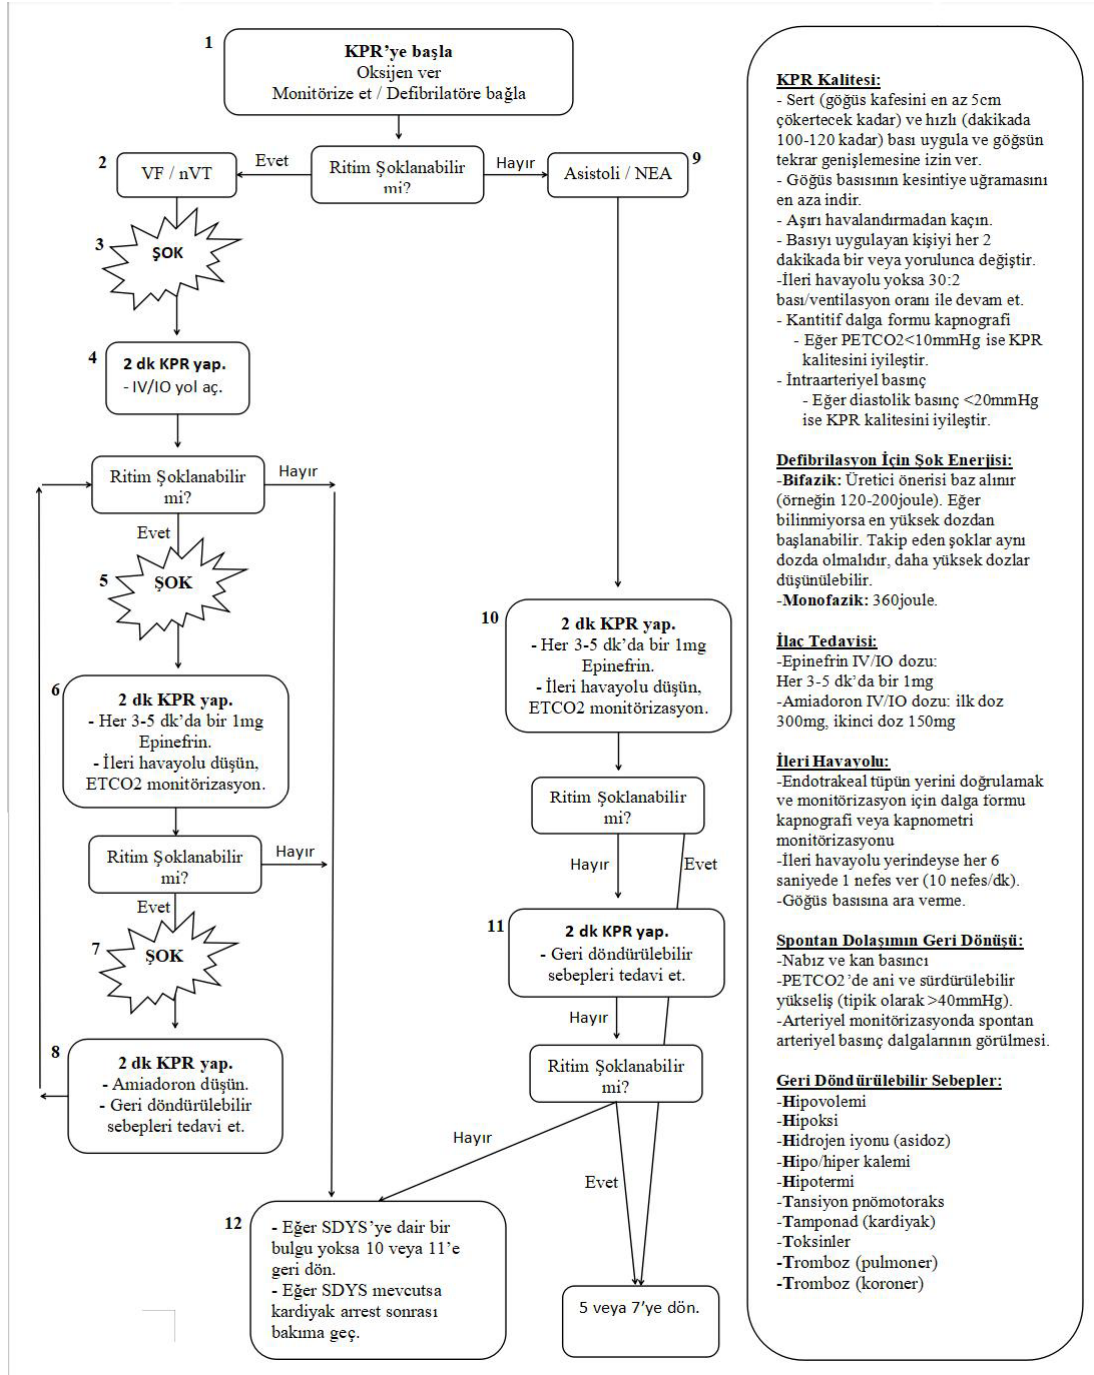 1
KPR'ye başla
Oksijen ver
Monitörize et / Defibrilatöre bağla
2
VF / nVT
Evet
Ritim Şoklanabilir
mi?
Hayır
9
Asistoli / NEA
3
ŞOK
4
2 dk KPR yap.
- IV/IO yol aç.
Ritim Şoklanabilir
mi?
Hayır
Evet
5
ŞOK
6
2 dk KPR yap.
- Her 3-5 dk'da bir 1mg
Epinefrin.
- İleri havayolu düşün,
ETCO2 monitörizasyon.
Ritim Şoklanabilir
mi?
Hayır
Evet
7
ŞOK
8
2 dk KPR yap.
- Amiadoron düşün.
- Geri döndürülebilir
sebepleri tedavi et.
10
2 dk KPR yap.
- Her 3-5 dk'da bir 1mg
Epinefrin.
- İleri havayolu düşün,
ETCO2 monitörizasyon.
Ritim Şoklanabilir
mi?
Hayır
Evet
11
2 dk KPR yap.
- Geri döndürülebilir
sebepleri tedavi et.
Hayır
Ritim Şoklanabilir
mi?
Hayır
Evet
12
- Eğer SDYS'ye dair bir
bulgu yoksa 10 veya 11'e
geri dön.
- Eğer SDYS mevcutsa
kardiyak arrest sonrası
bakıma geç.
5 veya 7'ye dön.
KPR Kalitesi:
- Sert (göğüs kafesini en az 5cm
çökertecek kadar) ve hızlı (dakikada
100-120 kadar) bası uygula ve göğsün
tekrar genişlemesine izin ver.
- Göğüs basısının kesintiye uğramasını
en aza indir.
- Aşırı havalandırmadan kaçın.
- Basıyı uygulayan kişiyi her 2
dakikada bir veya yorulunca değiştir.
-İleri havayolu yoksa 30:2
bası/ventilasyon oranı ile devam et.
- Kantitif dalga formu kapnografi
- Eğer PETCO2<10mmHg ise KPR
kalitesini iyileştir.
- İntraarteriyel basınç
- Eğer diastolik basınç <20mmHg
ise KPR kalitesini iyileştir.
Defibrilasyon İçin Şok Enerjisi:
-Bifazik: Üretici önerisi baz alınır
(örneğin 120-200joule). Eğer
bilinmiyorsa en yüksek dozdan
başlanabilir. Takip eden şoklar aynı
dozda olmalıdır, daha yüksek dozlar
düşünülebilir.
-Monofazik: 360joule.
İlaç Tedavisi:
-Epinefrin IV/IO dozu:
Her 3-5 dk'da bir 1mg
-Amiadoron IV/IO dozu: ilk doz
300mg, ikinci doz 150mg
İleri Havayolu:
-Endotrakeal tüpün yerini doğrulamak
ve monitörizasyon için dalga formu
kapnografi veya kapnometri
monitörizasyonu
-İleri havayolu yerindeyse her 6
saniyede 1 nefes ver (10 nefes/dk).
-Göğüs basısına ara verme.
Spontan Dolaşımın Geri Dönüşü:
-Nabız ve kan basıncı
-PETCO2'de ani ve sürdürülebilir
yükseliş (tipik olarak >40mmHg).
-Arteriyel monitörizasyonda spontan
arteriyel basınç dalgalarının görülmesi.
Geri Döndürülebilir Sebepler:
-Hipovolemi
-Hipoksi
-Hidrojen iyonu (asidoz)
-Hipo/hiper kalemi
-Hipotermi
-Tansiyon pnömotoraks
-Tamponad (kardiyak)
-Toksinler
-Tromboz (pulmoner)
-Tromboz (koroner)